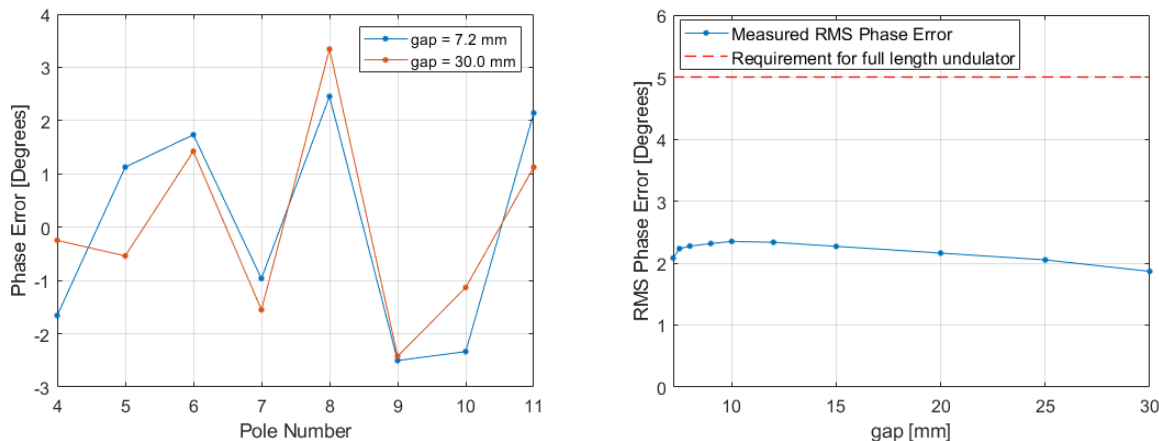 4
3
2
1
0
-1
-2
-3
Phase Error [Degrees]
gap = 7.2 mm
gap = 30.0 mm
4 5 6 7 8 9 10 11
Pole Number
6
5
4
3
2
1
0
RMS Phase Error [Degrees]
Measured RMS Phase Error
Requirement for full length undulator
10 15 20 25 30
gap [mm]